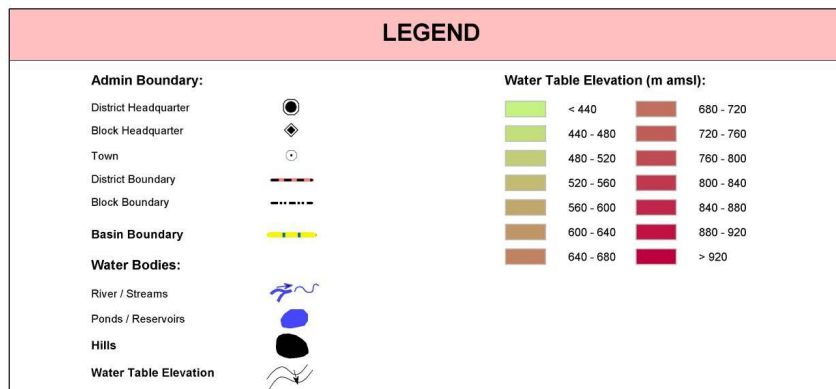 LEGEND
Admin Boundary:
District Headquarter
Block Headquarter
Town
District Boundary
Block Boundary
Basin Boundary
Water Bodies:
River / Streams
Ponds / Reservoirs
Hills
Water Table Elevation
Water Table Elevation (m amsl):
< 440
440 - 480
480 - 520
520 - 560
560 - 600
600 - 640
640 - 680
680 - 720
720 - 760
760 - 800
800 - 840
840 - 880
880 - 920
> 920